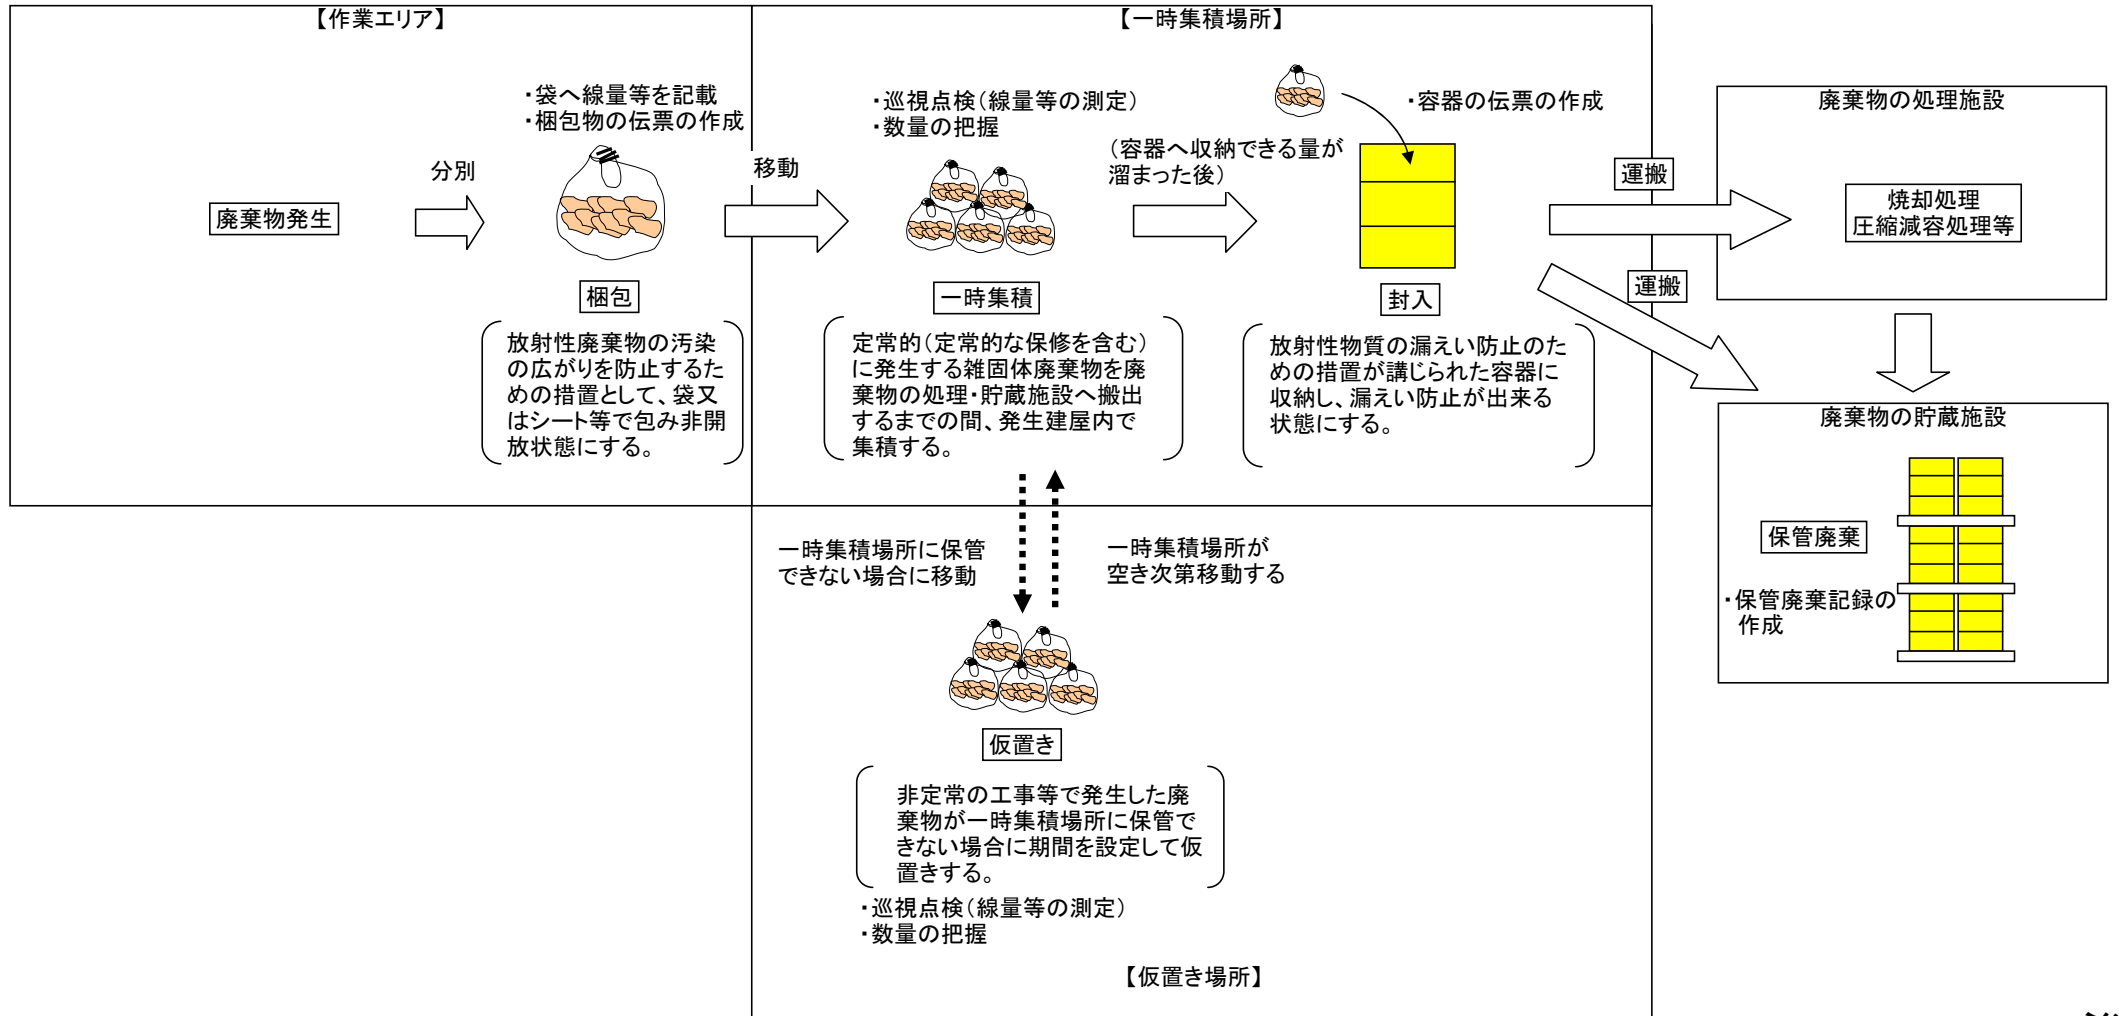 【作業エリア】
【一時集積場所】
・袋へ線量等を記載
・梱包物の伝票の作成
分別
廃棄物発生
梱包
放射性廃棄物の汚染
の広がりを防止するた
めの措置として、袋又
はシート等で包み非開
放状態にする。
移動
・巡視点検（線量等の測定）
・数量の把握
一時集積
定常的（定常的な保修を含む）
に発生する雑固体廃棄物を廃
棄物の処理・貯蔵施設へ搬出
するまでの間、発生建屋内で
集積する。
（容器へ収納できる量が
溜まった後）
・容器の伝票の作成
封入
放射性物質の漏えい防止のた
めの措置が講じられた容器に
収納し、漏えい防止が出来る
状態にする。
運搬
運搬
廃棄物の処理施設
焼却処理
圧縮減容処理等
廃棄物の貯蔵施設
保管廃棄
・保管廃棄記録の
作成
一時集積場所に保管
できない場合に移動
一時集積場所が
空き次第移動する
仮置き
非定常の工事等で発生した廃
棄物が一時集積場所に保管で
きない場合に期間を設定して仮
置きする。
・巡視点検（線量等の測定）
・数量の把握
【仮置き場所】